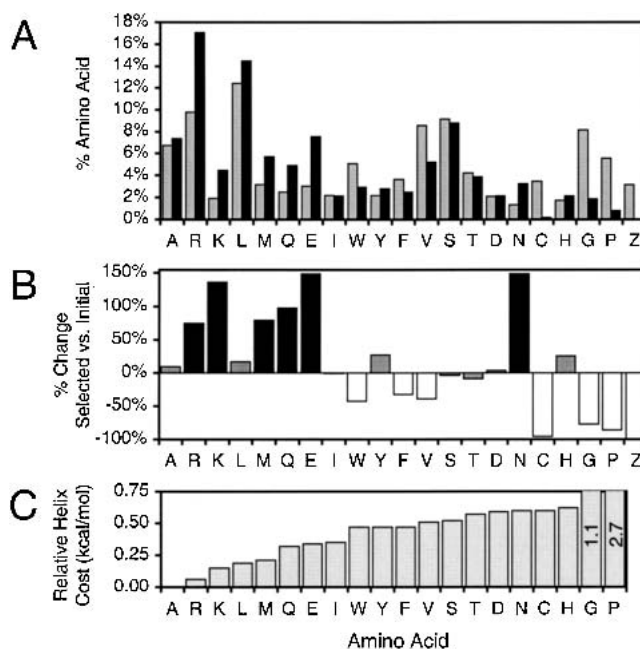 A
% Amino Acid
18%
16%
14%
12%
10%
8%
6%
4%
2%
0%
A R K L M Q E I W Y F V S T D N C H G P Z
B
% Change
Selected vs. Initial
150%
100%
50%
0%
-50%
-100%
A R K L M Q E I W Y F V S T D N C H G P Z
C
Relative Helix
Cost (kcal/mol)
0.75
0.50
0.25
0.00
1.1
2.7
A R K L M Q E I W Y F V S T D N C H G P
Amino Acid